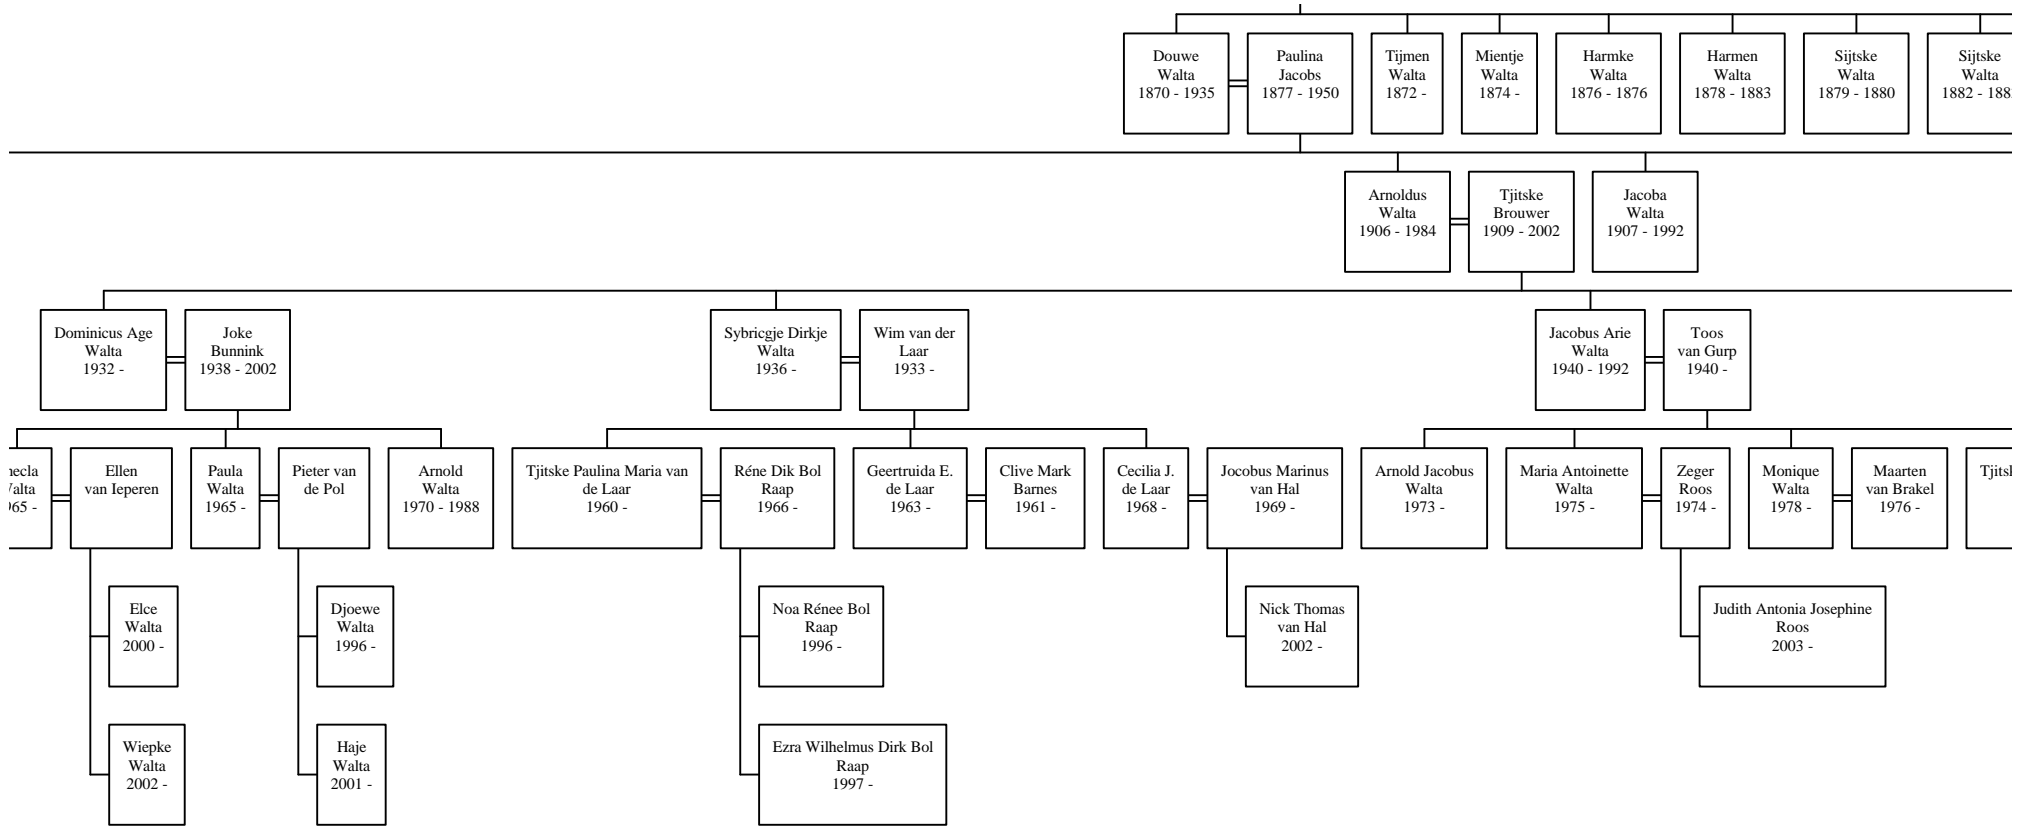 Douwe
Walta
1870 - 1935
Paulina
Jacobs
1877 - 1950
Tijmen
Walta
1872 -
Mientje
Walta
1874 -
Harmke
Walta
1876 - 1876
Harmen
Walta
1878 - 1883
Sijtske
Walta
1879 - 1880
Sijtske
Walta
1882 - 188
Arnoldus
Walta
1906 - 1984
Tjitske
Brouwer
1909 - 2002
Jacoba
Walta
1907 - 1992
Dominicus Age
Walta
1932 -
Joke
Bunnink
1938 - 2002
Sybricgje Dirkje
Walta
1936 -
Wim van der
Laar
1933 -
Jacobus Arie
Walta
1940 - 1992
Toos
van Gurp
1940 -
necla
Valta
965 -
Ellen
van Ieperen
Paula
Walta
1965 -
Pieter van
de Pol
Arnold
Walta
1970 - 1988
Tjitske Paulina Maria van
de Laar
1960 -
Réne Dik Bol
Raap
1966 -
Geertruida E.
de Laar
1963 -
Clive Mark
Barnes
1961 -
Cecilia J.
de Laar
1968 -
Jocobus Marinus
van Hal
1969 -
Arnold Jacobus
Walta
1973 -
Maria Antoinette
Walta
1975 -
Zeger
Roos
1974 -
Monique
Walta
1978 -
Maarten
van Brakel
1976 -
Tjits
Elce
Walta
2000 -
Djoewe
Walta
1996 -
Noa Rénee Bol
Raap
1996 -
Nick Thomas
van Hal
2002 -
Judith Antonia Josephine
Roos
2003 -
Wiepke
Walta
2002 -
Haje
Walta
2001 -
Ezra Wilhelmus Dirk Bol
Raap
1997 -